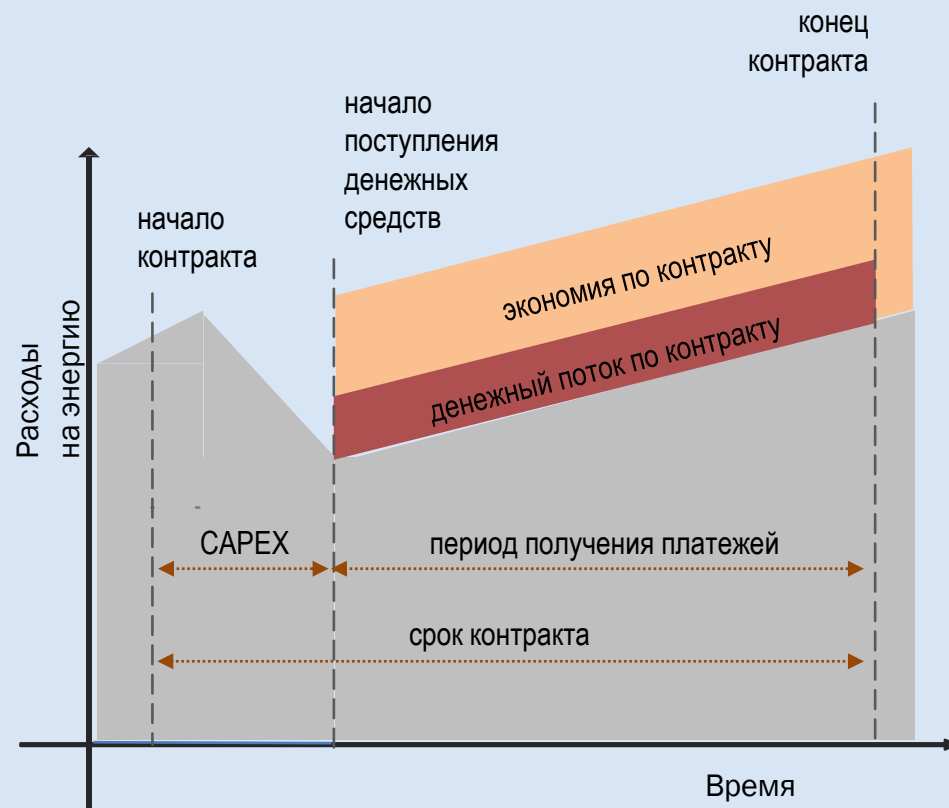 конец
контракта
начало
поступления
денежных
средств
начало
контракта
Расходы
на энергию
экономия по контракту
денежный поток по контракту
CAPEX
период получения платежей
срок контракта
Время